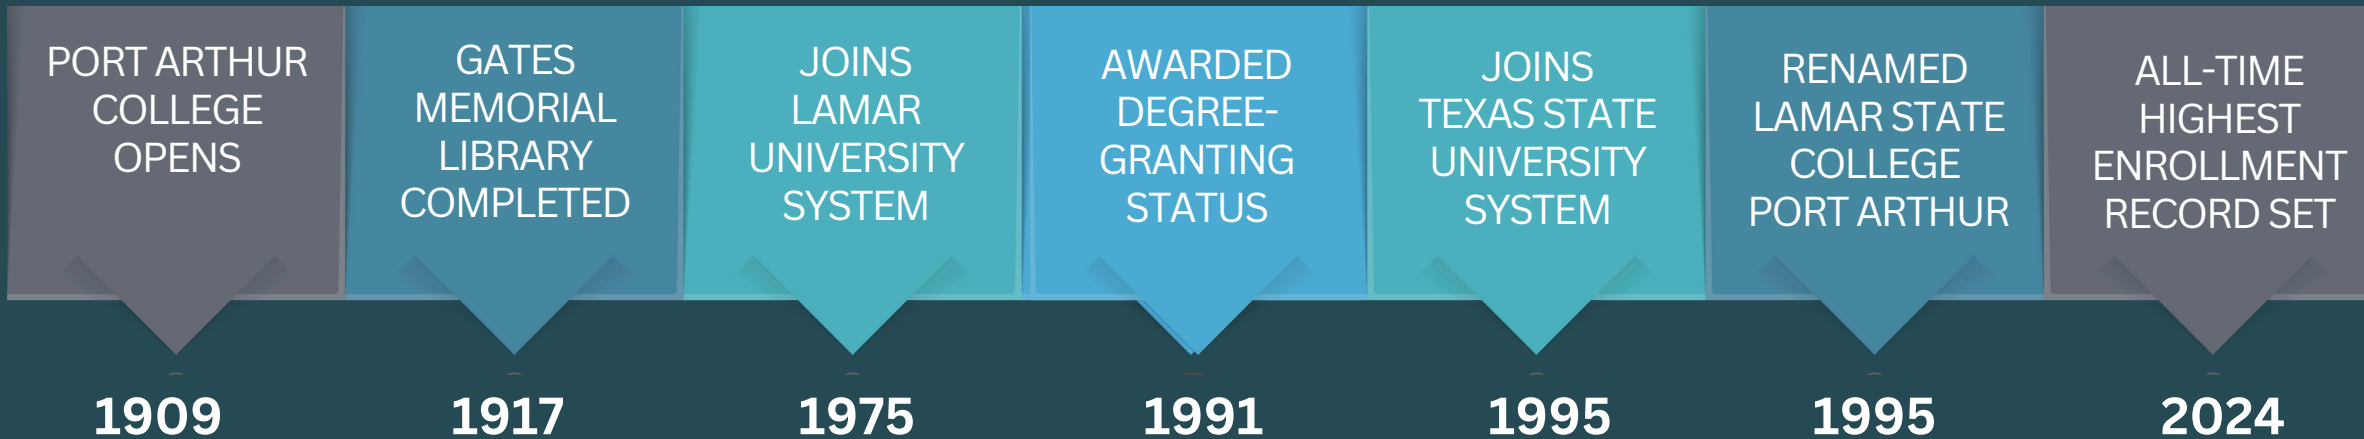 PORT ARTHUR
COLLEGE
OPENS
1909
GATES
MEMORIAL
LIBRARY
COMPLETED
1917
JOINS
LAMAR
UNIVERSITY
SYSTEM
1975
AWARDED
DEGREE-
GRANTING
STATUS
1991
JOINS
TEXAS STATE
UNIVERSITY
SYSTEM
1995
RENAMED
LAMAR STATE
COLLEGE
PORT ARTHUR
1995
ALL-TIME
HIGHEST
ENROLLMENT
RECORD SET
2024